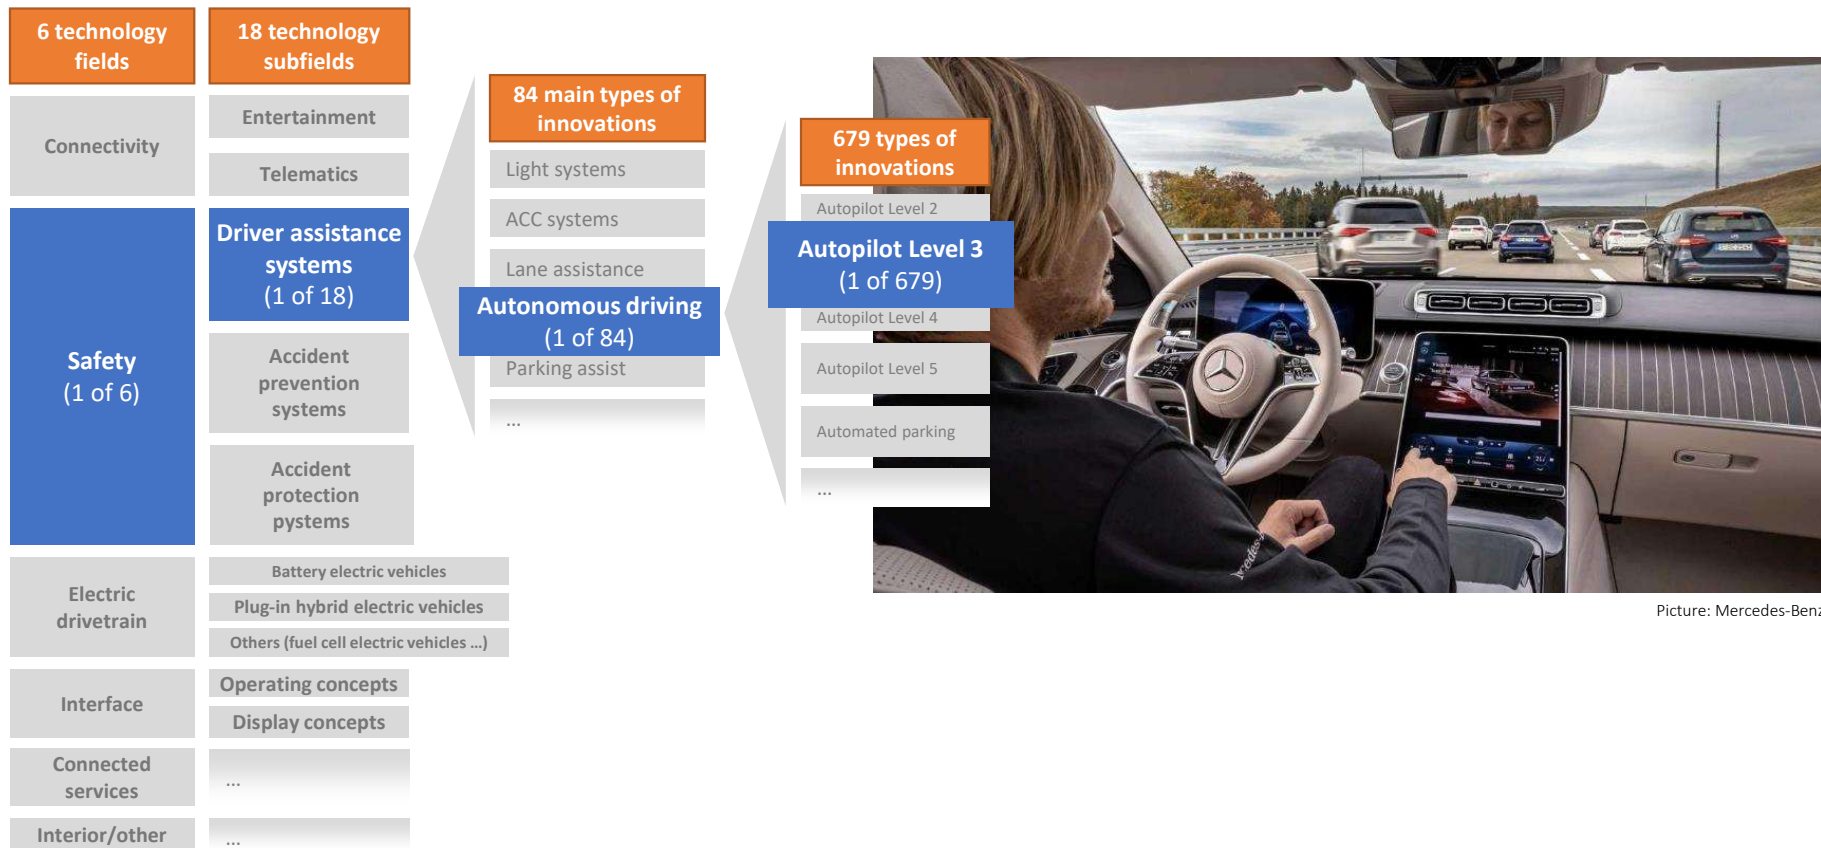 6 technology
fields
18 technology
subfields
Connectivity
Entertainment
Telematics
Safety
(1 of 6)
Driver assistance
systems
(1 of 18)
Accident
prevention
systems
Accident
protection
pystems
Electric
drivetrain
Battery electric vehicles
Plug-in hybrid electric vehicles
Others (fuel cell electric vehicles ...)
Interface
Operating concepts
Display concepts
Connected
services
...
Interior/other
...
84 main types of
innovations
Light systems
ACC systems
Lane assistance
Autonomous driving
(1 of 84)
Parking assist
...
679 types of
innovations
Autopilot Level 2
Autopilot Level 3
(1 of 679)
Autopilot Level 4
Autopilot Level 5
Automated parking
...
Picture: Mercedes-Benz